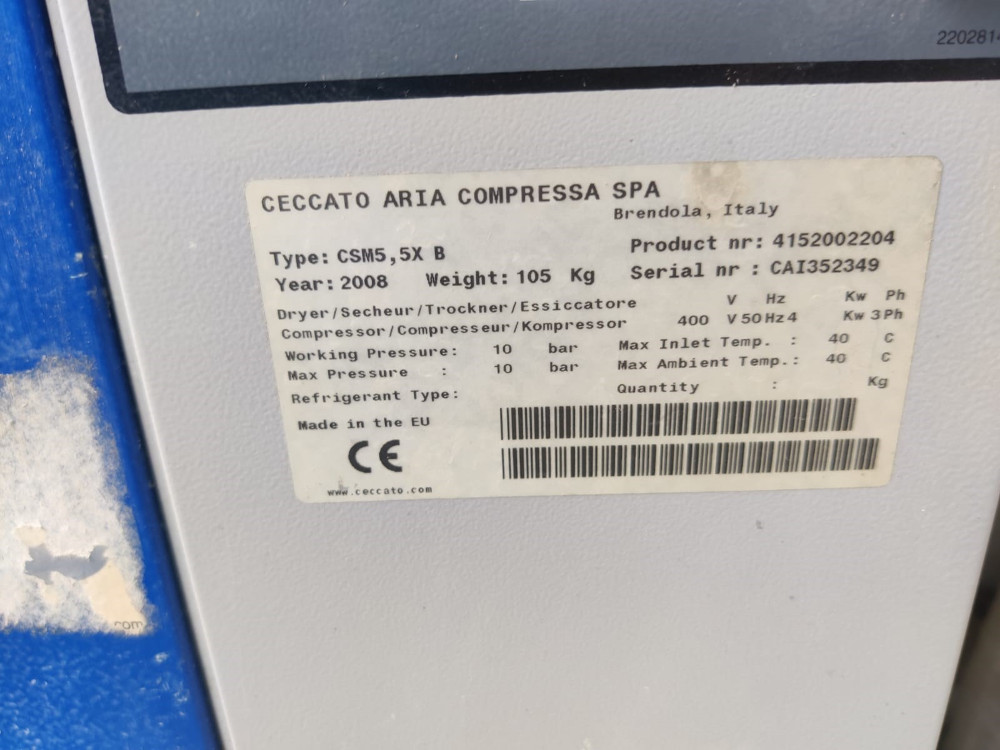 2202814
CECCATO ARIA COMPRESSA SPA
Brendola, Italy
Type: CSM5,5X B Product nr: 4152002204
Year: 2008 Weight: 105 Kg Serial nr : CAI352349
Dryer/Secheur/Trockner/Essiccatore V Hz Kw Ph
Compressor/Compresseur/Kompressor 400 V 50 Hz 4 Kw 3 Ph
Working Pressure: 10 bar Max Inlet Temp. : 40 C
Max Pressure : 10 bar Max Ambient Temp.: 40 C
Refrigerant Type: Quantity : Kg
Made in the EU
CE
www.ceccato.com
.com